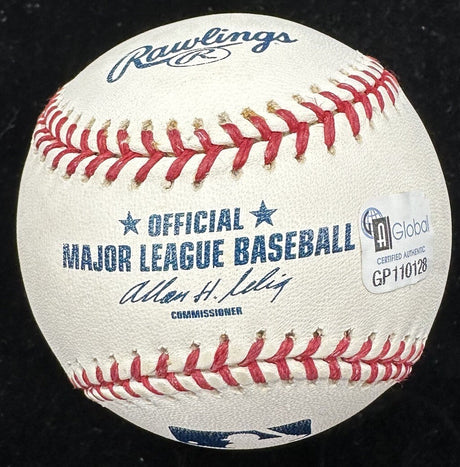 Rawlings
R
OFFICIAL
MAJOR LEAGUE BASEBALL
Allan H. Selig
COMMISSIONER
Global
CERTIFIED AUTHENTIC
GP110128